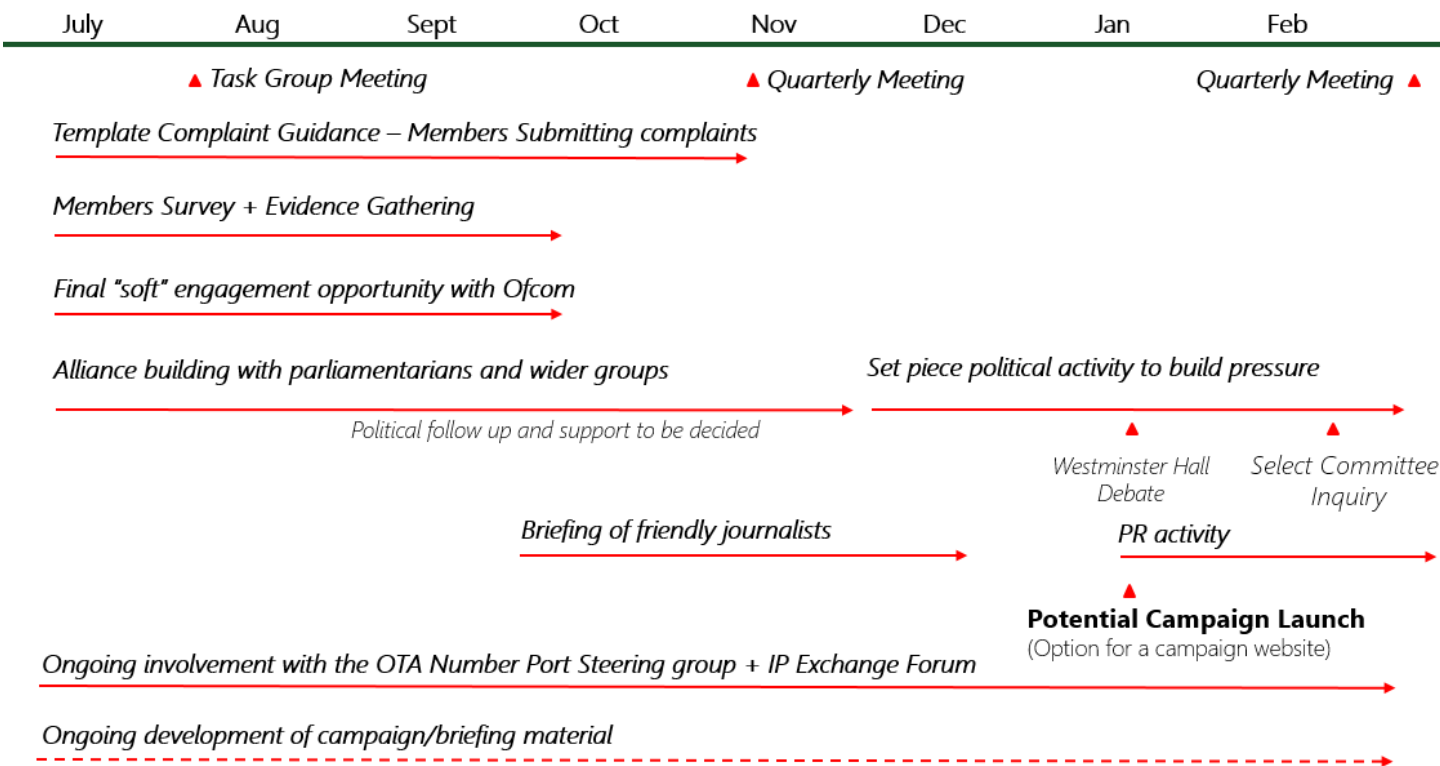 July Aug Sept Oct Nov Dec Jan Feb
Task Group Meeting
Quarterly Meeting
Quarterly Meeting
Template Complaint Guidance – Members Submitting complaints
Members Survey + Evidence Gathering
Final “soft” engagement opportunity with Ofcom
Alliance building with parliamentarians and wider groups
Set piece political activity to build pressure
Political follow up and support to be decided
Westminster Hall
Debate
Select Committee
Inquiry
Briefing of friendly journalists
PR activity
Potential Campaign Launch
(Option for a campaign website)
Ongoing involvement with the OTA Number Port Steering group + IP Exchange Forum
Ongoing development of campaign/briefing material